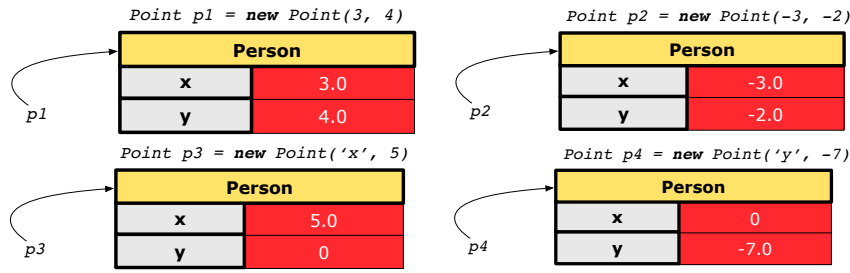 Point p1 = new Point(3, 4)
Person
x 3.0
y 4.0
p1
Point p2 = new Point(-3, -2)
Person
x -3.0
y -2.0
p2
Point p3 = new Point(‘x’, 5)
Person
x 5.0
y 0
p3
Point p4 = new Point(‘y’, -7)
Person
x 0
y -7.0
p4